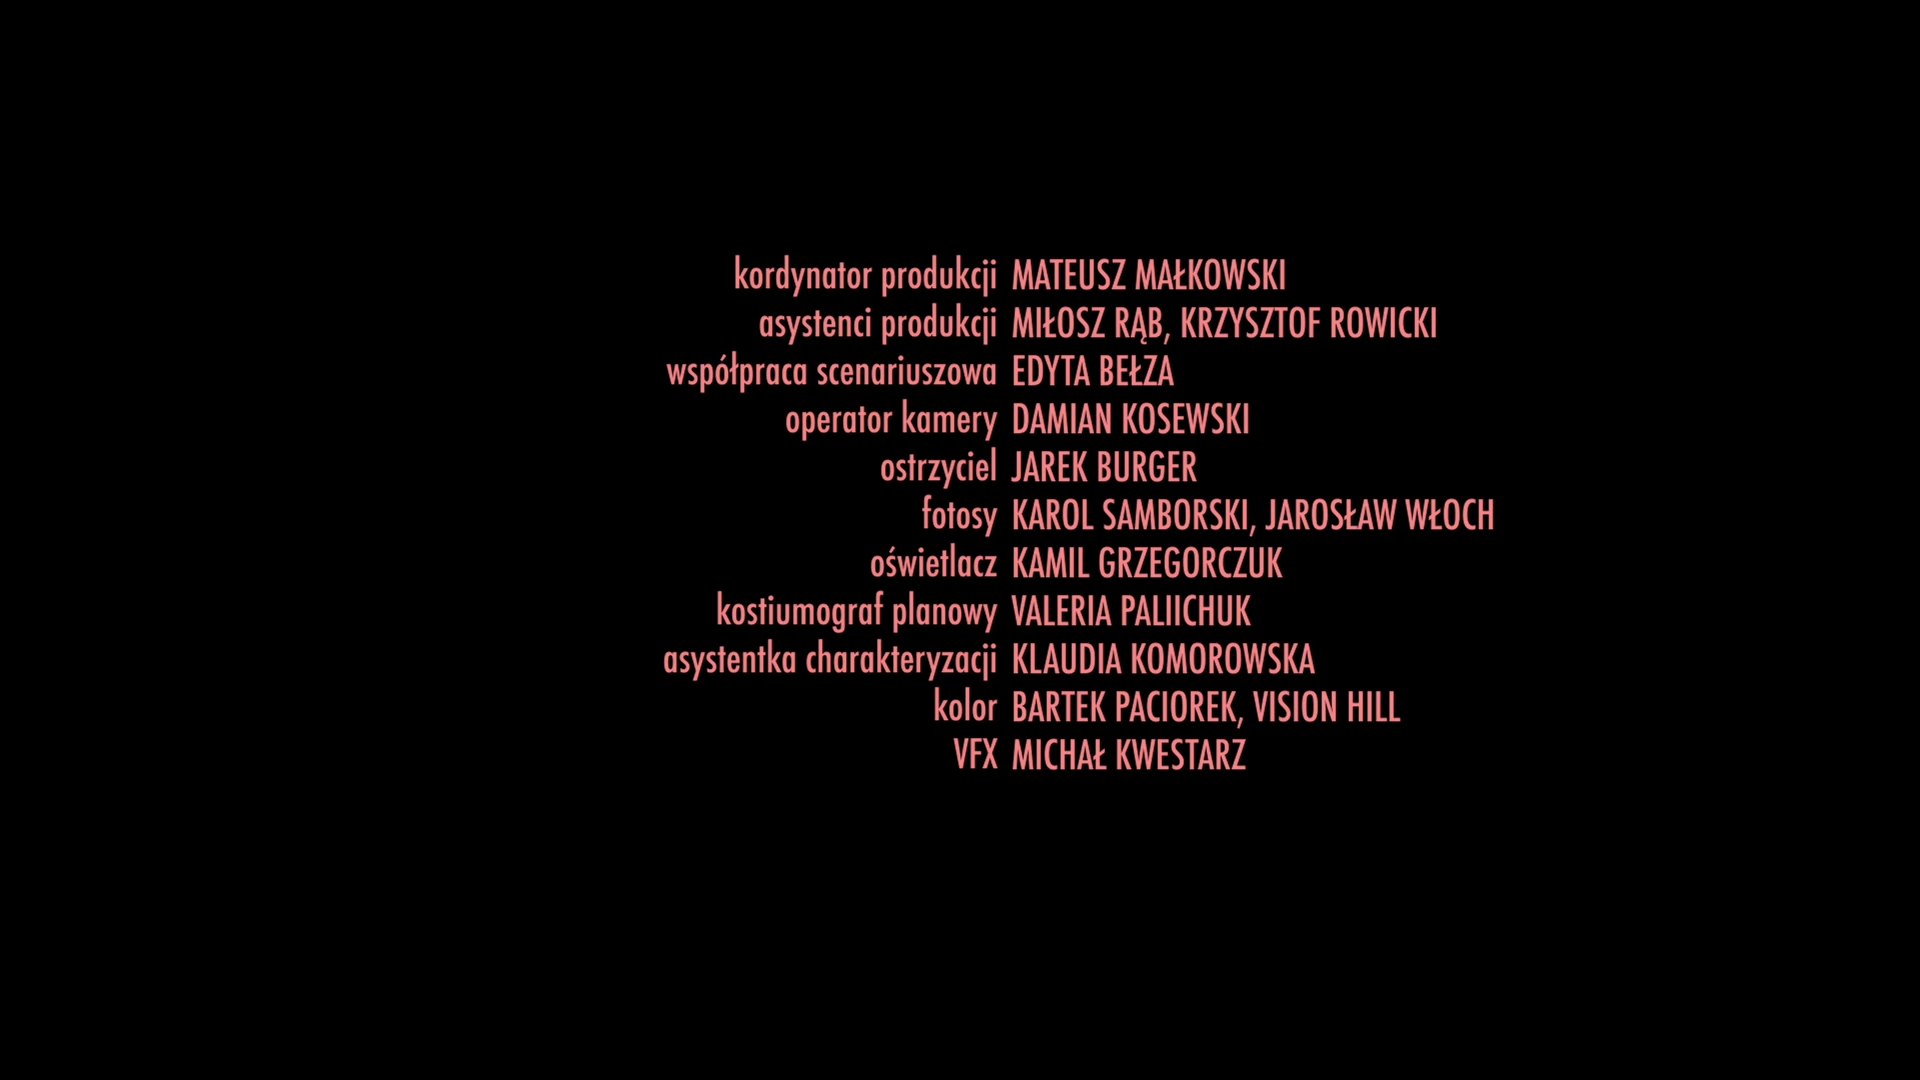 kordynator produkcji MATEUSZ MAŁKOWSKI
asystenci produkcji MIŁOSZ RĄB, KRZYSZTOF ROWICKI
współpraca scenariuszowa EDYTA BEŁZA
operator kamery DAMIAN KOSEWSKI
ostrzyciel JAREK BURGER
fotosy KAROL SAMBORSKI, JAROSŁAW WŁOCH
oświetlacz KAMIL GRZEGORCZUK
kostiumograf planowy VALERIA PALIICHUK
asystentka charakteryzacji KLAUDIA KOMOROWSKA
kolor BARTEK PACIOREK, VISION HILL
VFX MICHAŁ KWESTARZ